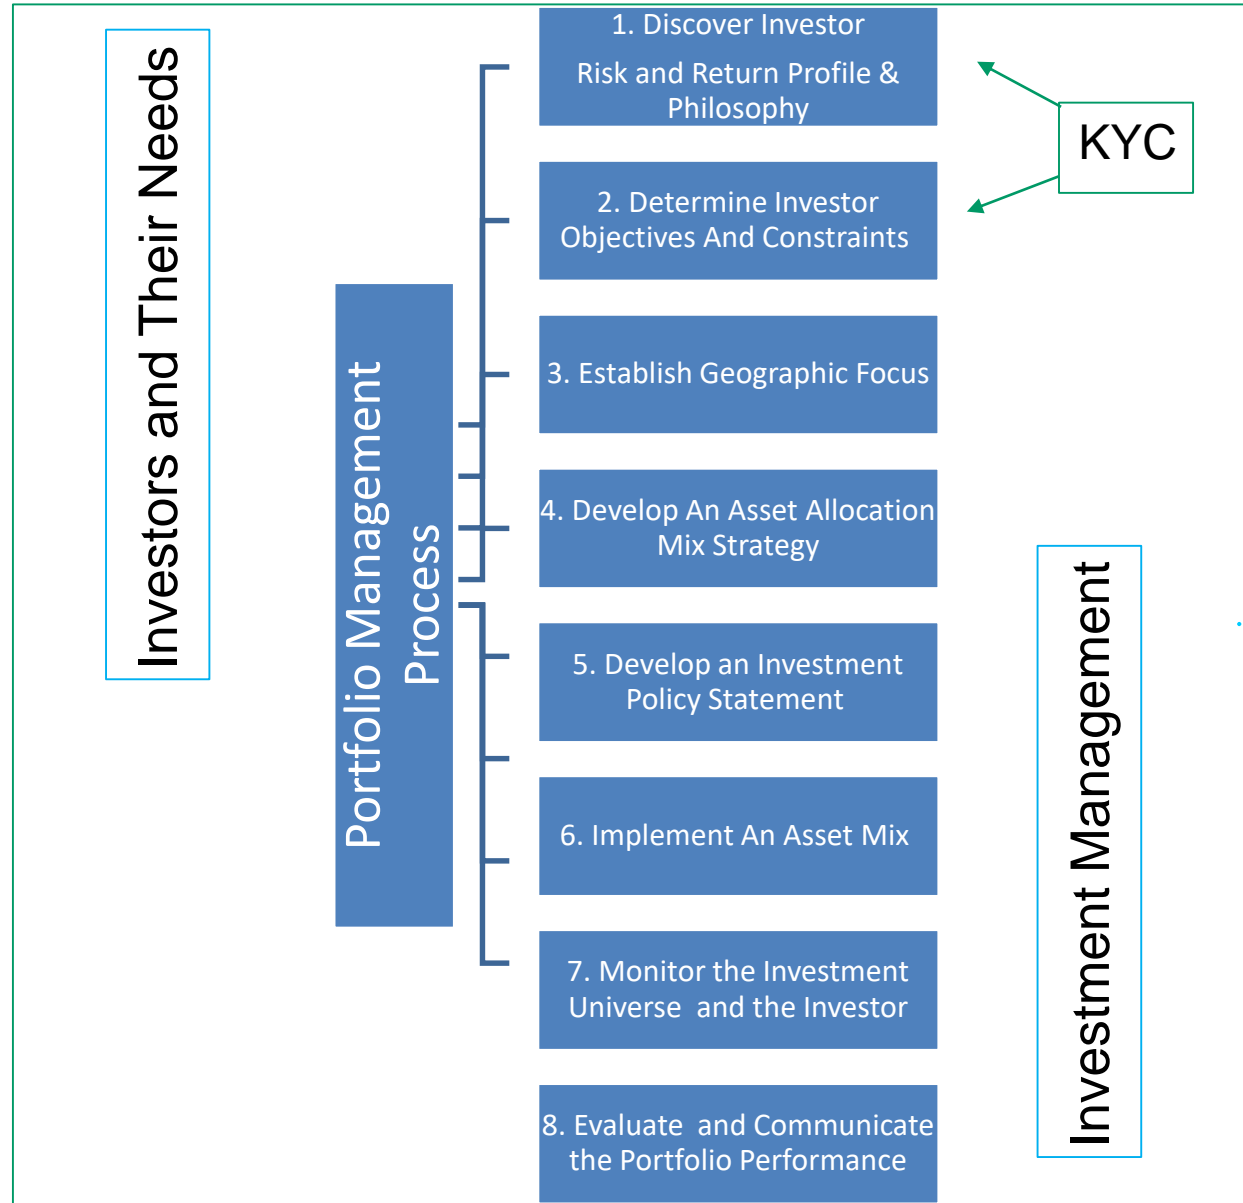 Investors and Their Needs
Portfolio Management
Process
1. Discover Investor
Risk and Return Profile &
Philosophy
KYC
2. Determine Investor
Objectives And Constraints
3. Establish Geographic Focus
4. Develop An Asset Allocation
Mix Strategy
5. Develop an Investment
Policy Statement
6. Implement An Asset Mix
7. Monitor the Investment
Universe  and the Investor
8. Evaluate  and Communicate
the Portfolio Performance
Investment Management